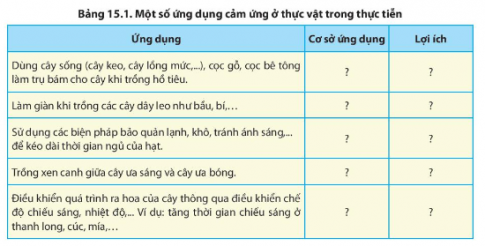 Bảng 15.1. Một số ứng dụng cảm ứng ở thực vật trong thực tiễn
Ứng dụng Cơ sở ứng dụng Lợi ích
Dùng cây sống (cây keo, cây lồng mức,...), cọc gỗ, cọc bê tông
làm trụ bám cho cây khi trồng hồ tiêu.
? ?
Làm giàn khi trồng các cây dây leo như bầu, bí,... ? ?
Sử dụng các biện pháp bảo quản lạnh, khô, tránh ánh sáng,...
để kéo dài thời gian ngủ của hạt.
? ?
Trồng xen canh giữa cây ưa sáng và cây ưa bóng. ? ?
Điều khiển quá trình ra hoa của cây thông qua điều khiển chế
độ chiếu sáng, nhiệt độ,... Ví dụ: tăng thời gian chiếu sáng ở
thanh long, cúc, mía,...
? ?